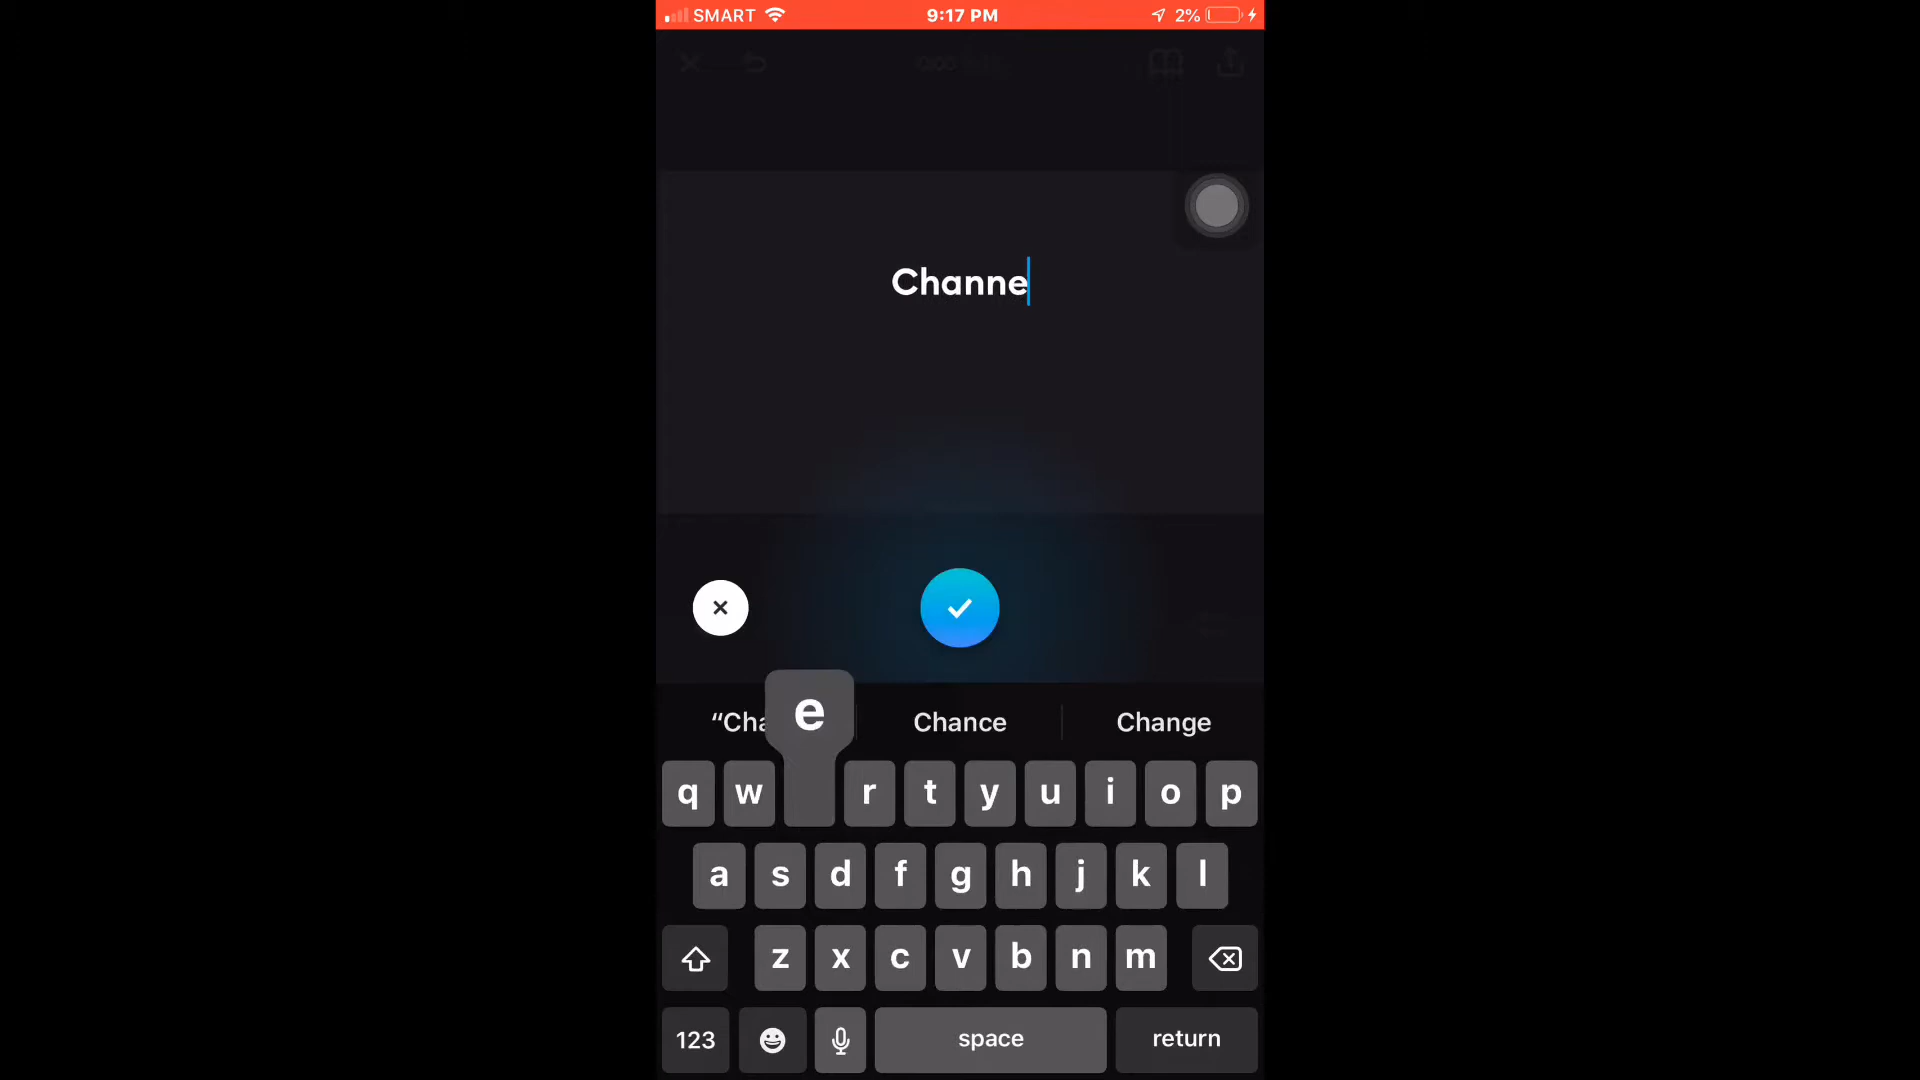 SMART 9:17 PM 2%
Channe
“Cha Chance Change
e
q w r t y u i o p
a s d f g h j k l
z x c v b n m
123 space return